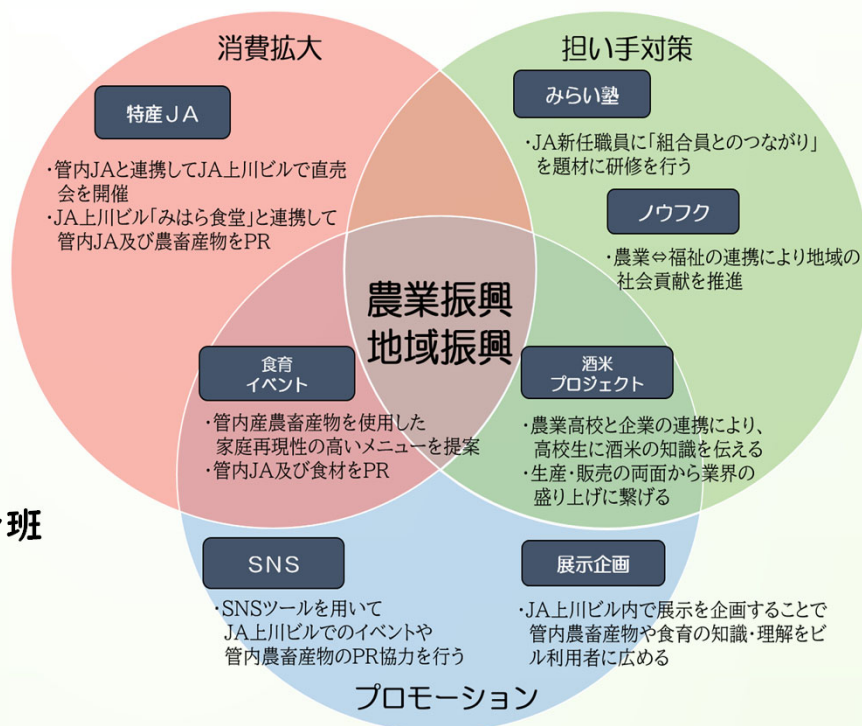 消費拡大
特産JA
・管内JAと連携してJA上川ビルで直売
会を開催
・JA上川ビル「みはら食堂」と連携して
管内JA及び農畜産物をPR
担い手対策
みらい塾
・JA新任職員に「組合員とのつながり」
を題材に研修を行う
ノウフク
・農業⇔福祉の連携により地域の
社会貢献を推進
農業振興
地域振興
食育
イベント
・管内産農畜産物を使用した
家庭再現性の高いメニューを提案
・管内JA及び食材をPR
酒米
プロジェクト
・農業高校と企業の連携により、
高校生に酒米の知識を伝える
・生産・販売の両面から業界の
盛り上げに繋げる
班
SNS
・SNSツールを用いて
JA上川ビルでのイベントや
管内農畜産物のPR協力を行う
展示企画
・JA上川ビル内で展示を企画することで
管内農畜産物や食育の知識・理解をビ
ル利用者に広める
プロモーション